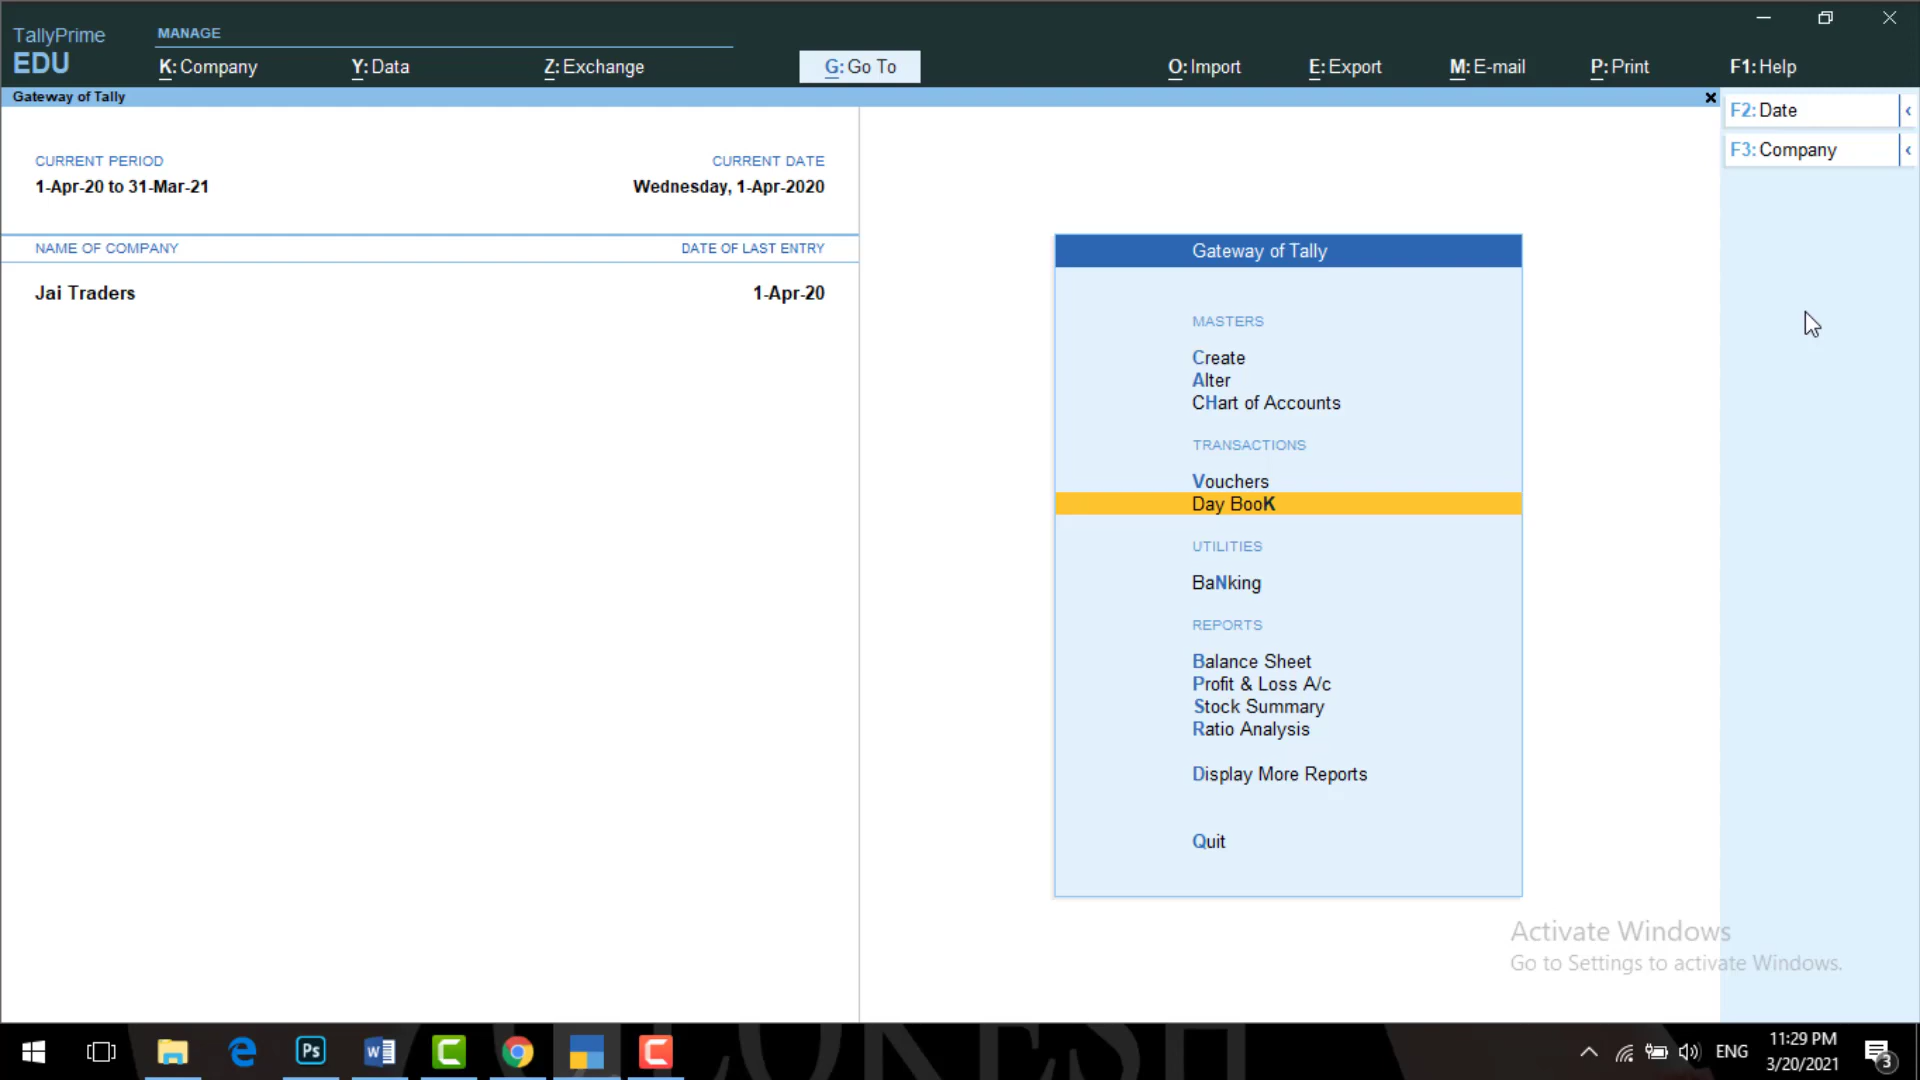 TallyPrime
EDU
MANAGE
K: Company
Y: Data
Z: Exchange
G: Go To
O: Import
E: Export
M: E-mail
P: Print
F1: Help
Gateway of Tally
F2: Date
F3: Company
CURRENT PERIOD
CURRENT DATE
1-Apr-20 to 31-Mar-21
Wednesday, 1-Apr-2020
NAME OF COMPANY
DATE OF LAST ENTRY
Jai Traders
1-Apr-20
Gateway of Tally
MASTERS
Create
Alter
CHart of Accounts
TRANSACTIONS
Vouchers
Day BooK
UTILITIES
BaNking
REPORTS
Balance Sheet
Profit & Loss A/c
Stock Summary
Ratio Analysis
Display More Reports
Quit
Activate Windows
Go to Settings to activate Windows.
Ps
ENG
11:29 PM
3/20/2021
3